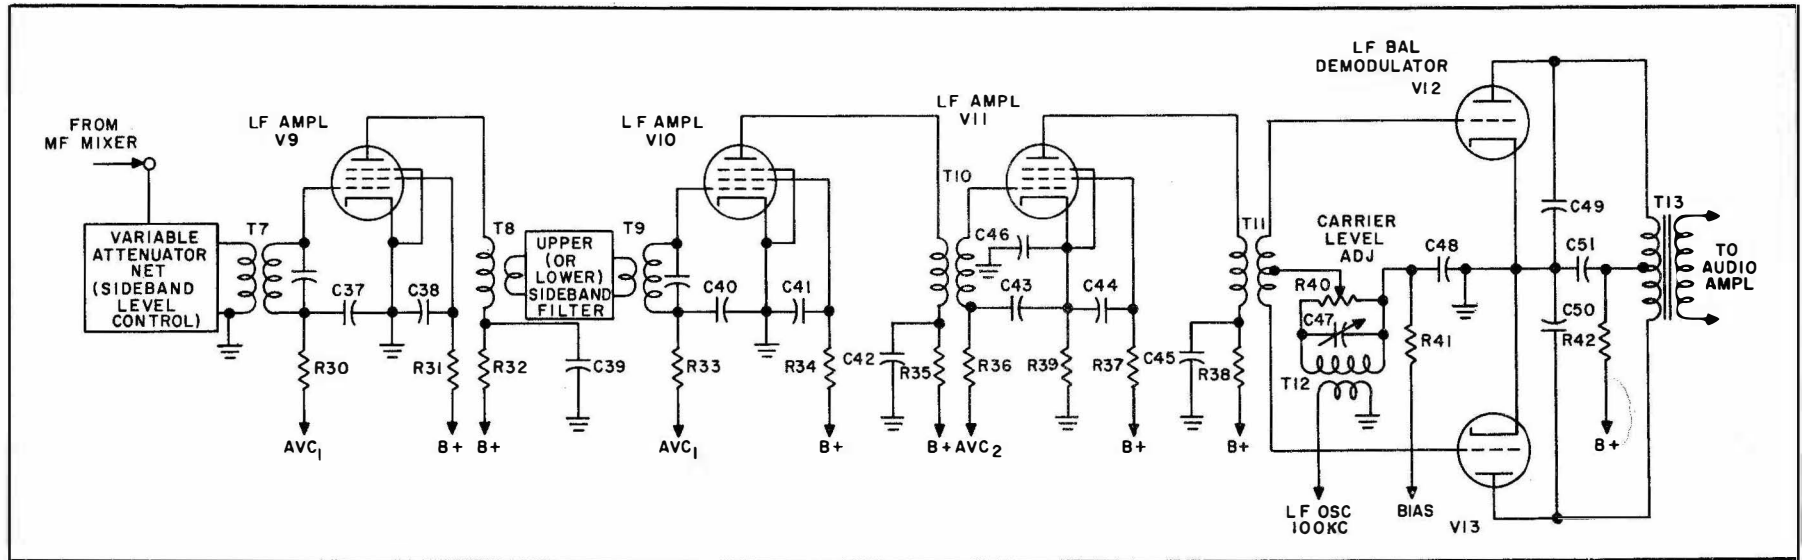 FROM
MF MIXER
VARIABLE
ATTENUATOR
NET
(SIDEBAND
LEVEL
CONTROL)
T7
LF AMPL
V9
C37
C38
R30
R31
AVC1
B+
T8
R32
B+
C39
UPPER
(OR
LOWER)
SIDEBAND
FILTER
T9
LF AMPL
V10
C40
C41
R33
R34
AVC1
B+
C42
R35
B+
T10
LF AMPL
V11
C46
C43
C44
R36
R39
R37
AVC2
B+
C45
R38
B+
T11
CARRIER
LEVEL
ADJ
R40
C47
T12
LF OSC
100KC
R41
BIAS
C48
LF BAL
DEMODULATOR
V12
V13
C49
C50
C51
R42
B+
T13
TO
AUDIO
AMPL